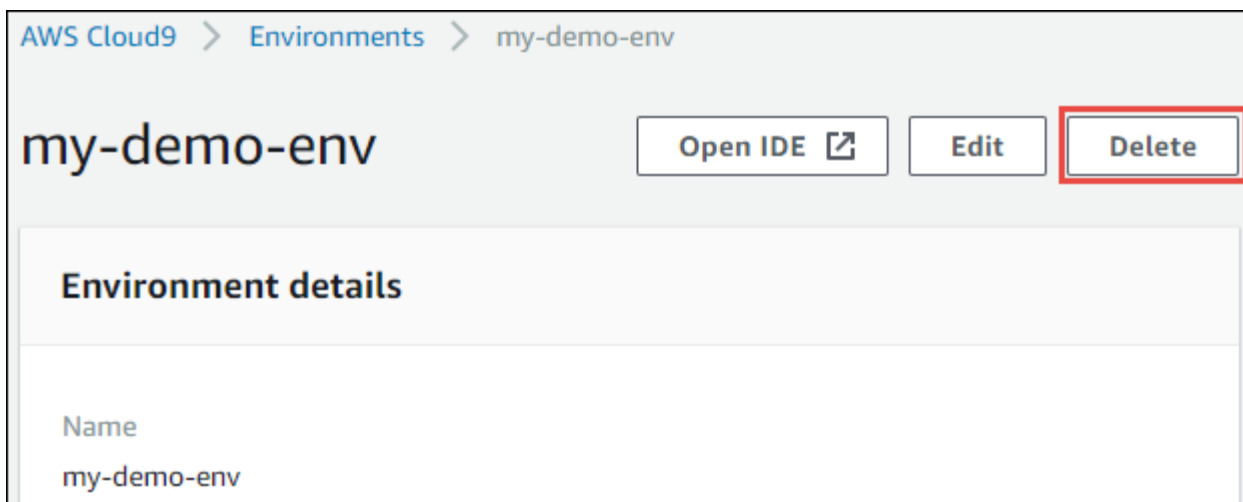 AWS Cloud9 > Environments > my-demo-env
my-demo-env Open IDE Edit Delete
Environment details
Name
my-demo-env